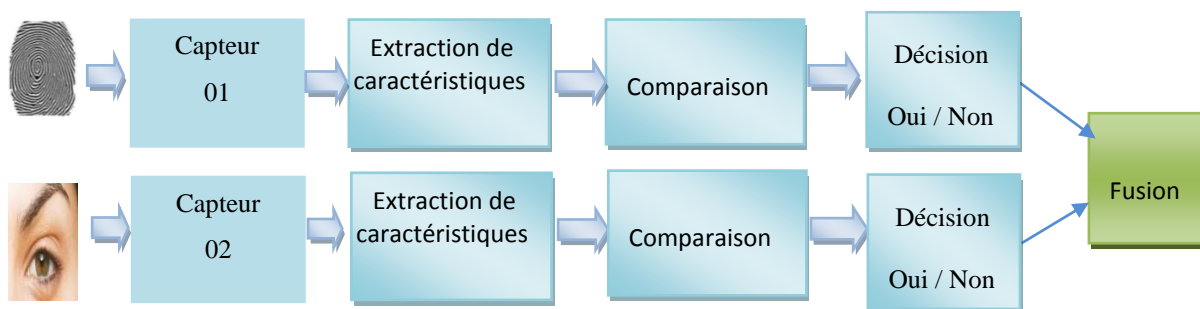 Capteur
01
Extraction de
caractéristiques
Comparaison
Décision
Oui / Non
Capteur
02
Extraction de
caractéristiques
Comparaison
Décision
Oui / Non
Fusion